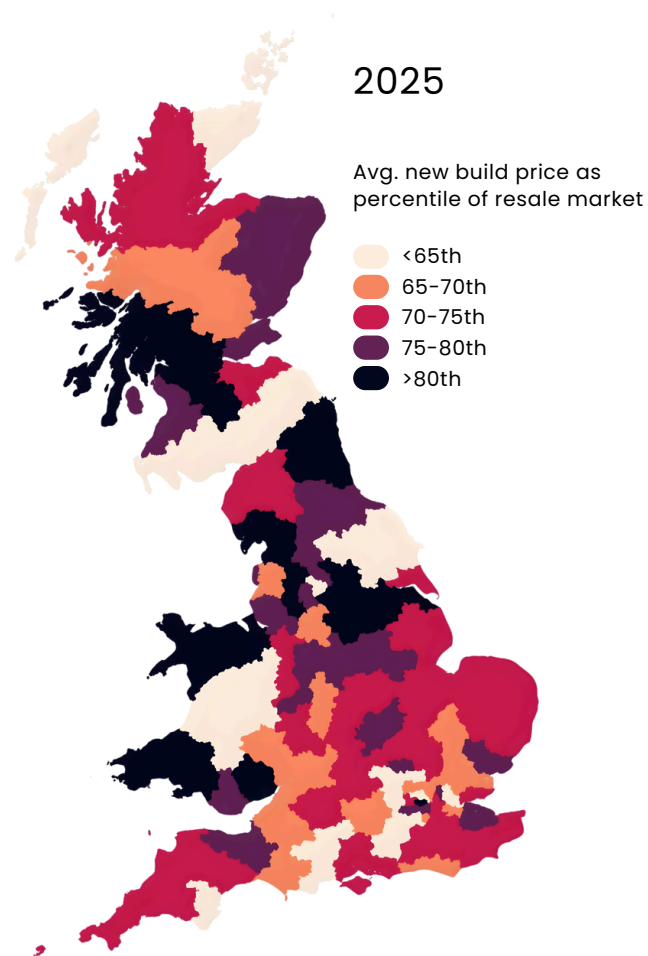 2025
Avg. new build price as
percentile of resale market
<65th
65-70th
70-75th
75-80th
>80th